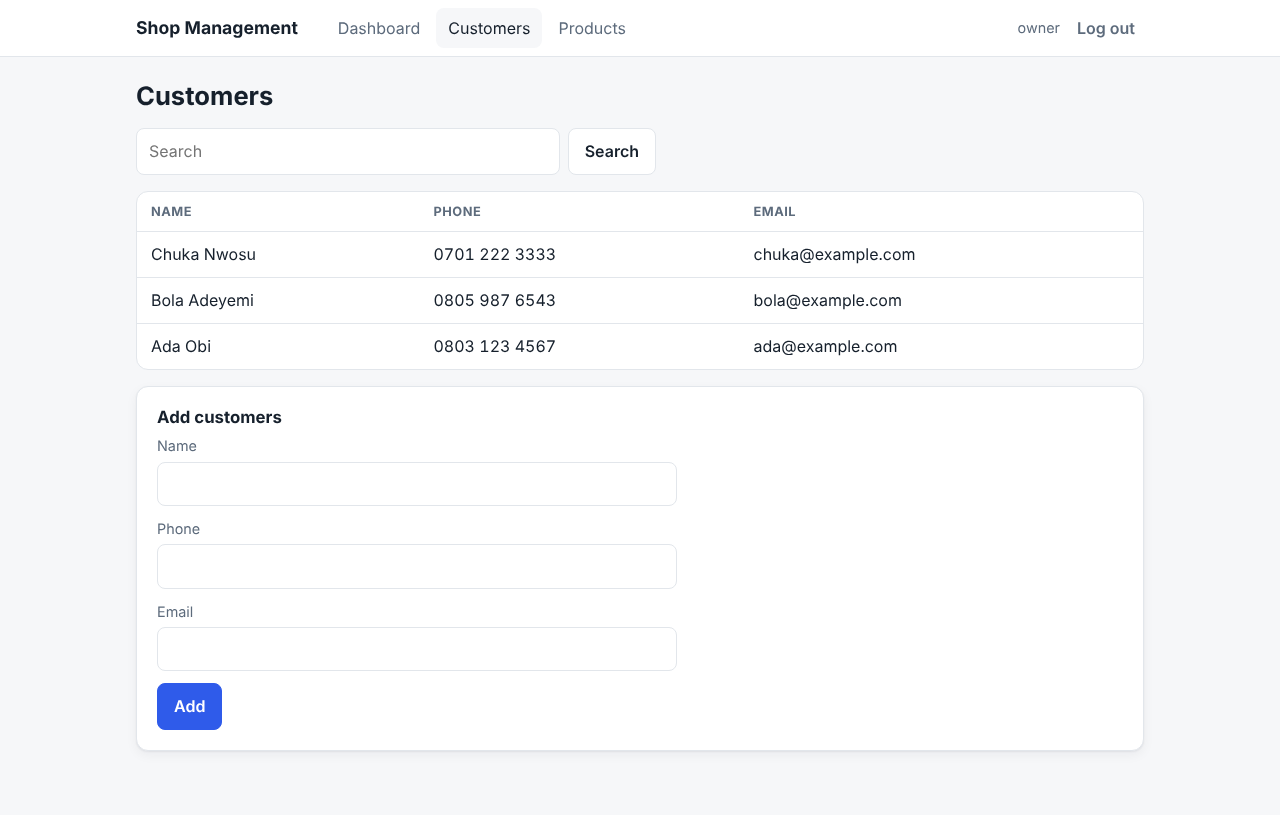 Shop Management Dashboard Customers Products owner Log out
Customers
Search Search
NAME PHONE EMAIL
Chuka Nwosu 0701 222 3333 chuka@example.com
Bola Adeyemi 0805 987 6543 bola@example.com
Ada Obi 0803 123 4567 ada@example.com
Add customers
Name
Phone
Email
Add